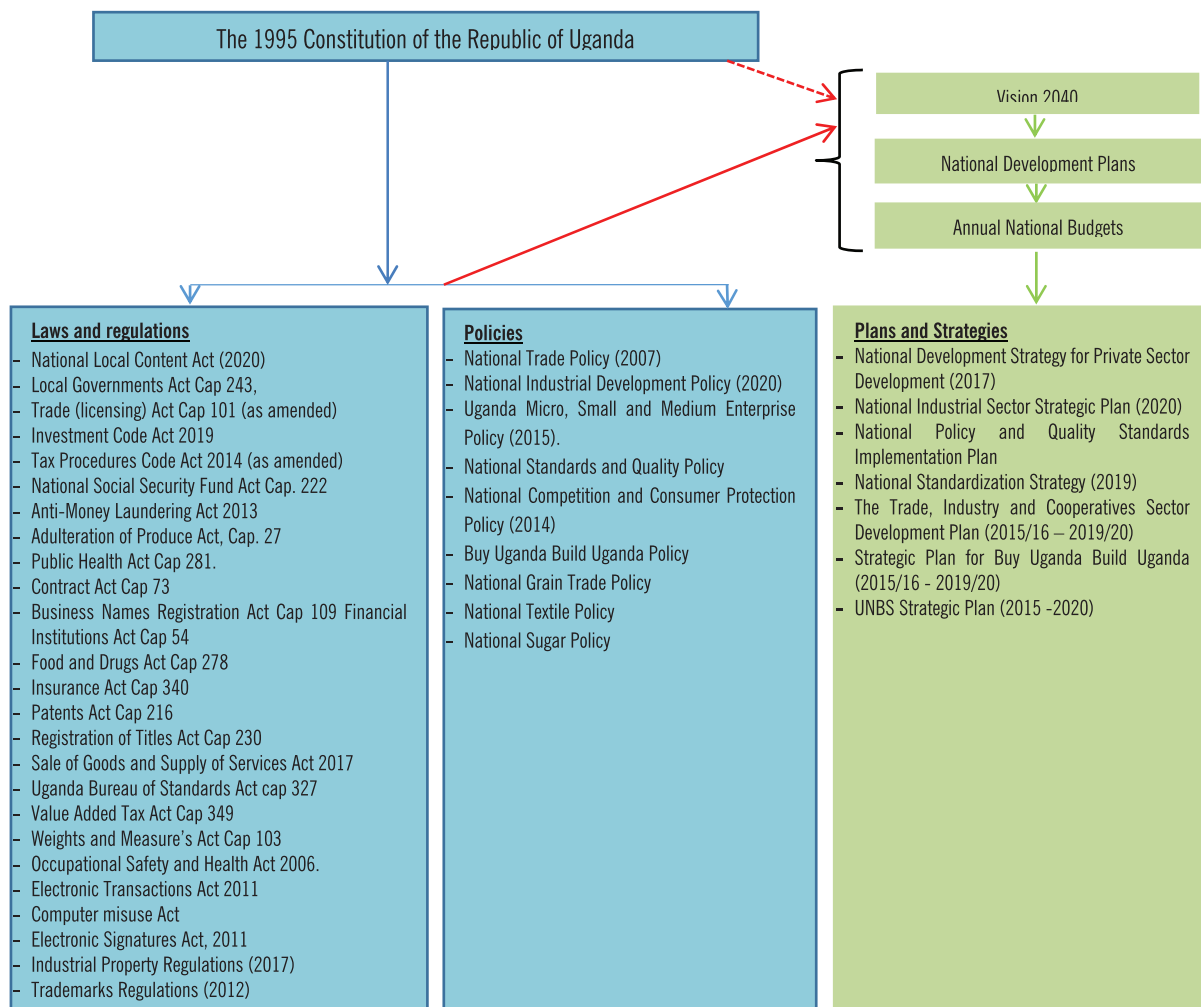 The 1995 Constitution of the Republic of Uganda
Vision 2040
National Development Plans
Annual National Budgets
Laws and regulations
– National Local Content Act (2020)
– Local Governments Act Cap 243,
– Trade (licensing) Act Cap 101 (as amended)
– Investment Code Act 2019
– Tax Procedures Code Act 2014 (as amended)
– National Social Security Fund Act Cap. 222
– Anti-Money Laundering Act 2013
– Adulteration of Produce Act, Cap. 27
– Public Health Act Cap 281.
– Contract Act Cap 73
– Business Names Registration Act Cap 109 Financial
Institutions Act Cap 54
– Food and Drugs Act Cap 278
– Insurance Act Cap 340
– Patents Act Cap 216
– Registration of Titles Act Cap 230
– Sale of Goods and Supply of Services Act 2017
– Uganda Bureau of Standards Act cap 327
– Value Added Tax Act Cap 349
– Weights and Measure's Act Cap 103
– Occupational Safety and Health Act 2006.
– Electronic Transactions Act 2011
– Computer misuse Act
– Electronic Signatures Act, 2011
– Industrial Property Regulations (2017)
– Trademarks Regulations (2012)
Policies
– National Trade Policy (2007)
– National Industrial Development Policy (2020)
– Uganda Micro, Small and Medium Enterprise
Policy (2015).
– National Standards and Quality Policy
– National Competition and Consumer Protection
Policy (2014)
– Buy Uganda Build Uganda Policy
– National Grain Trade Policy
– National Textile Policy
– National Sugar Policy
Plans and Strategies
– National Development Strategy for Private Sector
Development (2017)
– National Industrial Sector Strategic Plan (2020)
– National Policy and Quality Standards
Implementation Plan
– National Standardization Strategy (2019)
– The Trade, Industry and Cooperatives Sector
Development Plan (2015/16 – 2019/20)
– Strategic Plan for Buy Uganda Build Uganda
(2015/16 - 2019/20)
– UNBS Strategic Plan (2015 -2020)